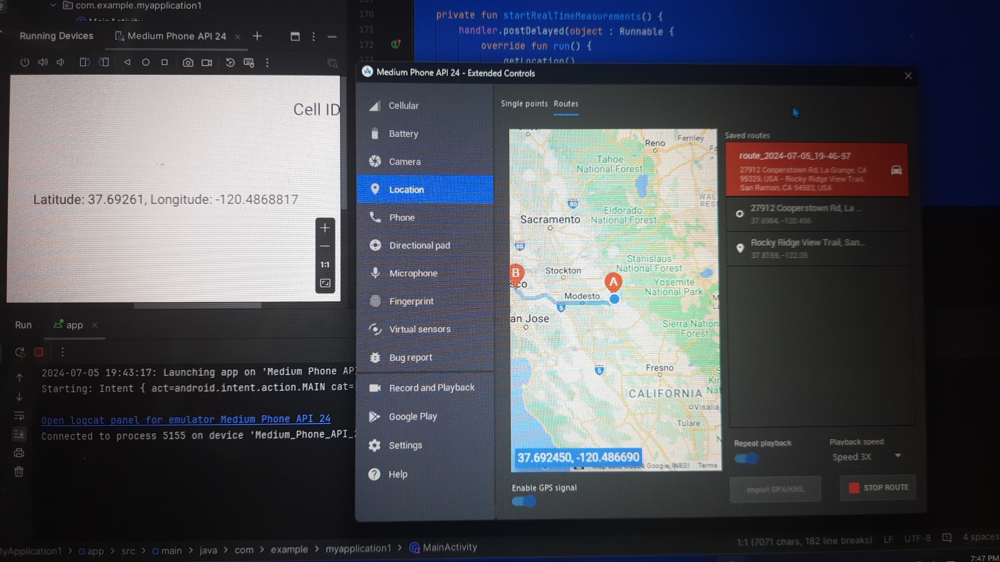 com.example.myapplication1
MainActivity
Running Devices
Medium Phone API 24
Cell ID
Latitude: 37.69261, Longitude: -120.4868817
1:1
Run
app
2024-07-05 19:43:17: Launching app on 'Medium Phone AP
Starting: Intent { act=android.intent.action.MAIN cat=
Open logcat panel for emulator Medium Phone API 24
Connected to process 5155 on device 'Medium_Phone_API_2
170
171
172
173
private fun startRealTimeMeasurements() {
handler.postDelayed(object : Runnable {
override fun run() {
getLocation()
Medium Phone API 24 - Extended Controls
Cellular
Battery
Camera
Location
Phone
Directional pad
Microphone
Fingerprint
Virtual sensors
Bug report
Record and Playback
Google Play
Settings
Help
Single points
Routes
Reno
Fernley
Tahoe
National Forest
80
Eldorado
National Forest
Sacramento
80
Stanislaus
National Forest
Stockton
B
A
sco
Yosemite
National Park
Modesto
5
an Jose
Sierra Nation
Forest
5
Fresno
CALIFORNIA
Visalia
Tulare
37.692450, -120.486690
Google, INEGI
Terms
Enable GPS signal
Saved routes
route_2024-07-05_19-46-57
27912 Cooperstown Rd, La Grange, CA
95329, USA - Rocky Ridge View Trail,
San Ramon, CA 94583, USA
27912 Cooperstown Rd, La ...
37.6984, -120.496
Rocky Ridge View Trail, San...
37.8159, -122.05
Repeat playback
Playback speed
Speed 3X
Import GPX/KML
STOP ROUTE
MyApplication1 > app > src > main > java > com > example > myapplication1 > MainActivity
1:1 (7071 chars, 182 line breaks)
LF
UTF-8
4 spaces
7:47 PM